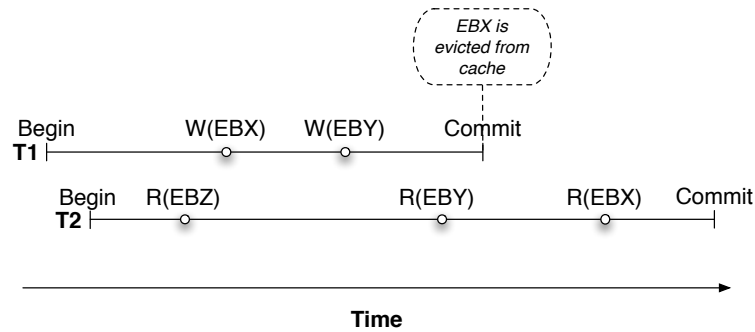 EBX is
evicted from
cache
Begin W(EBX) W(EBY) Commit
T1
Begin R(EBZ) R(EBY) R(EBX) Commit
T2
Time